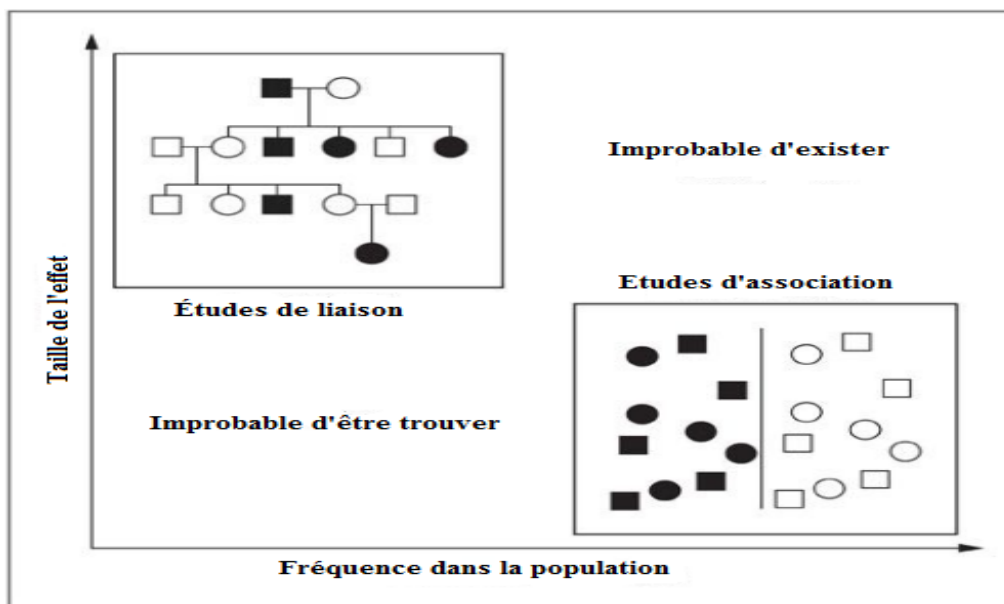 Improbable d'exister
Etudes d'association
Études de liaison
Taille de l'effet
Improbable d'être trouver
Fréquence dans la population